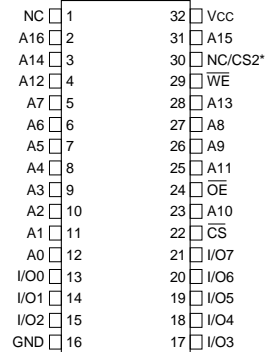 NC 1 32 VCC
A16 2 31 A15
A14 3 30 NC/CS2*
A12 4 29 W̅E̅
A7 5 28 A13
A6 6 27 A8
A5 7 26 A9
A4 8 25 A11
A3 9 24 O̅E̅
A2 10 23 A10
A1 11 22 C̅S̅
A0 12 21 I/O7
I/O0 13 20 I/O6
I/O1 14 19 I/O5
I/O2 15 18 I/O4
GND 16 17 I/O3